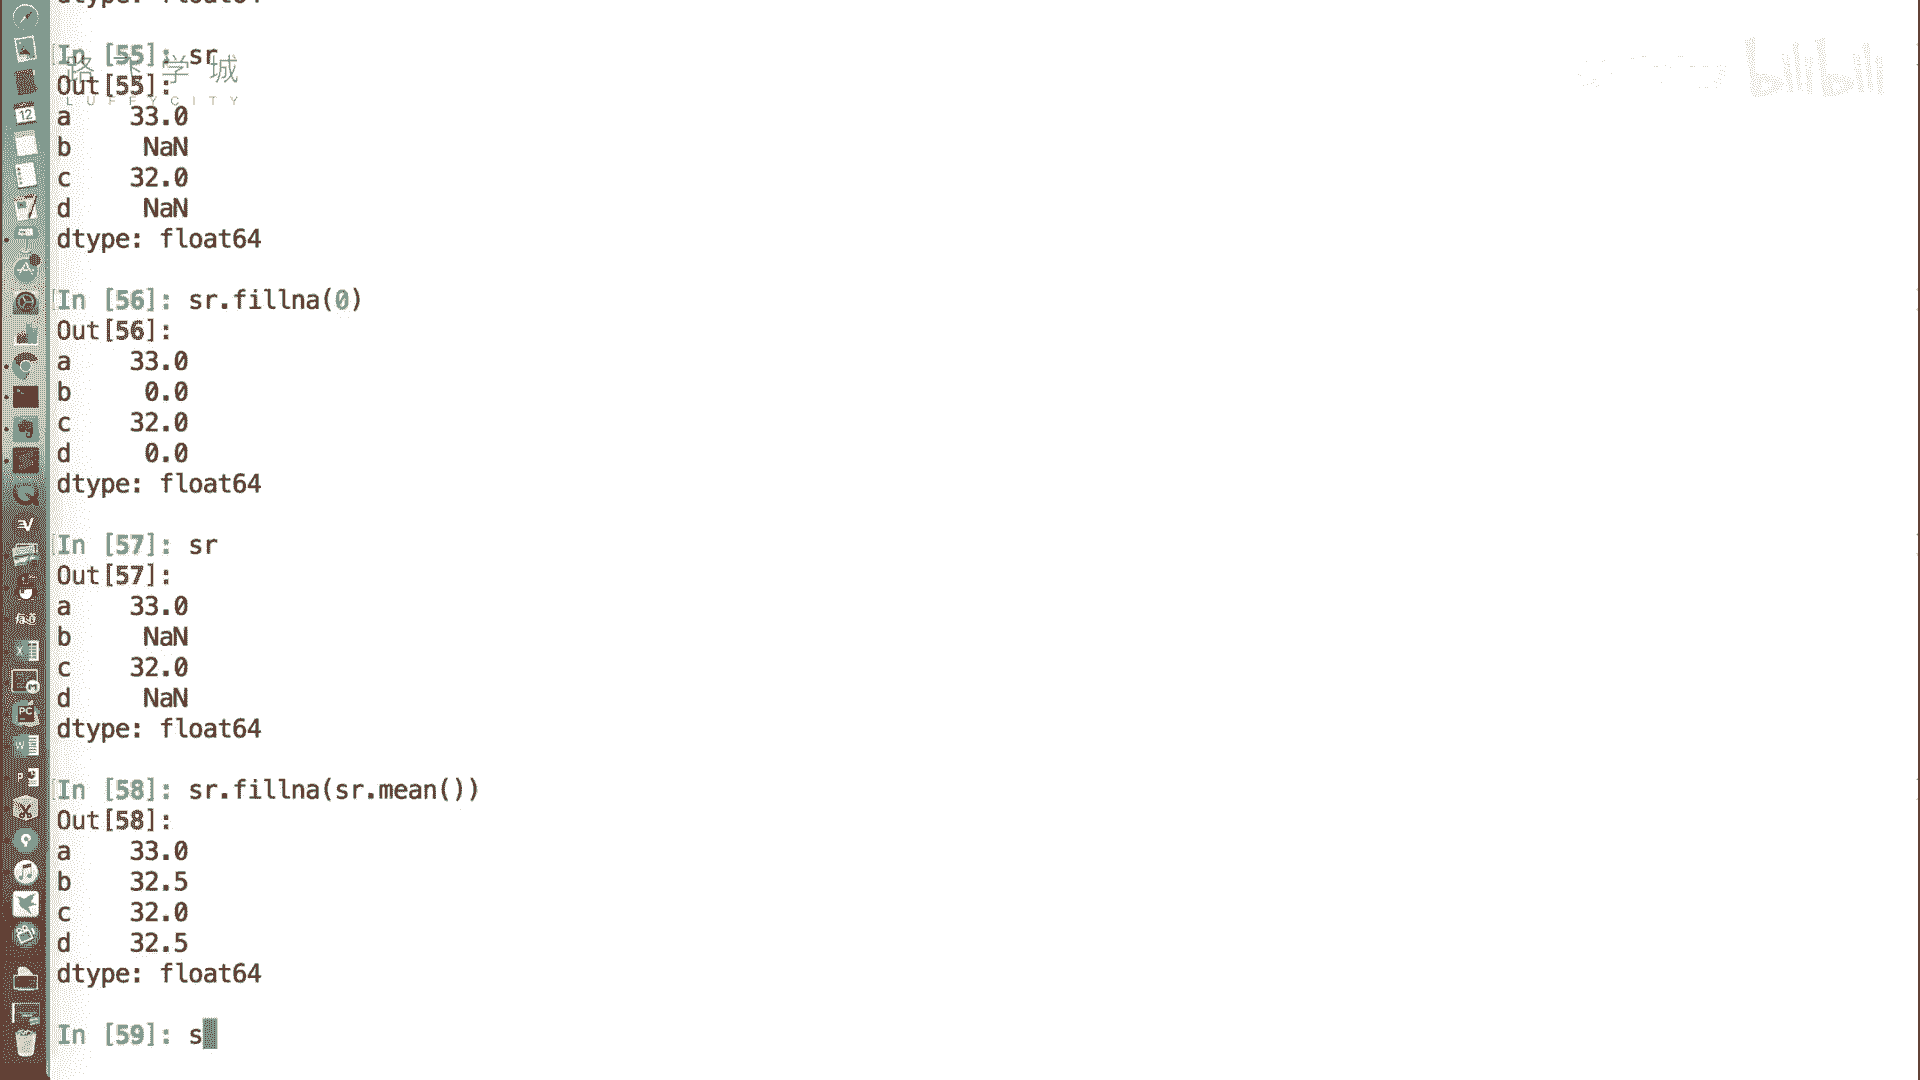 In [55]: sr
路飞学城
Out[55]:
LUFFYCITY
a     33.0
b      NaN
c     32.0
d      NaN
dtype: float64
In [56]: sr.fillna(0)
Out[56]:
a     33.0
b      0.0
c     32.0
d      0.0
dtype: float64
In [57]: sr
Out[57]:
a     33.0
b      NaN
c     32.0
d      NaN
dtype: float64
In [58]: sr.fillna(sr.mean())
Out[58]:
a     33.0
b     32.5
c     32.0
d     32.5
dtype: float64
In [59]: s
bilibili
12